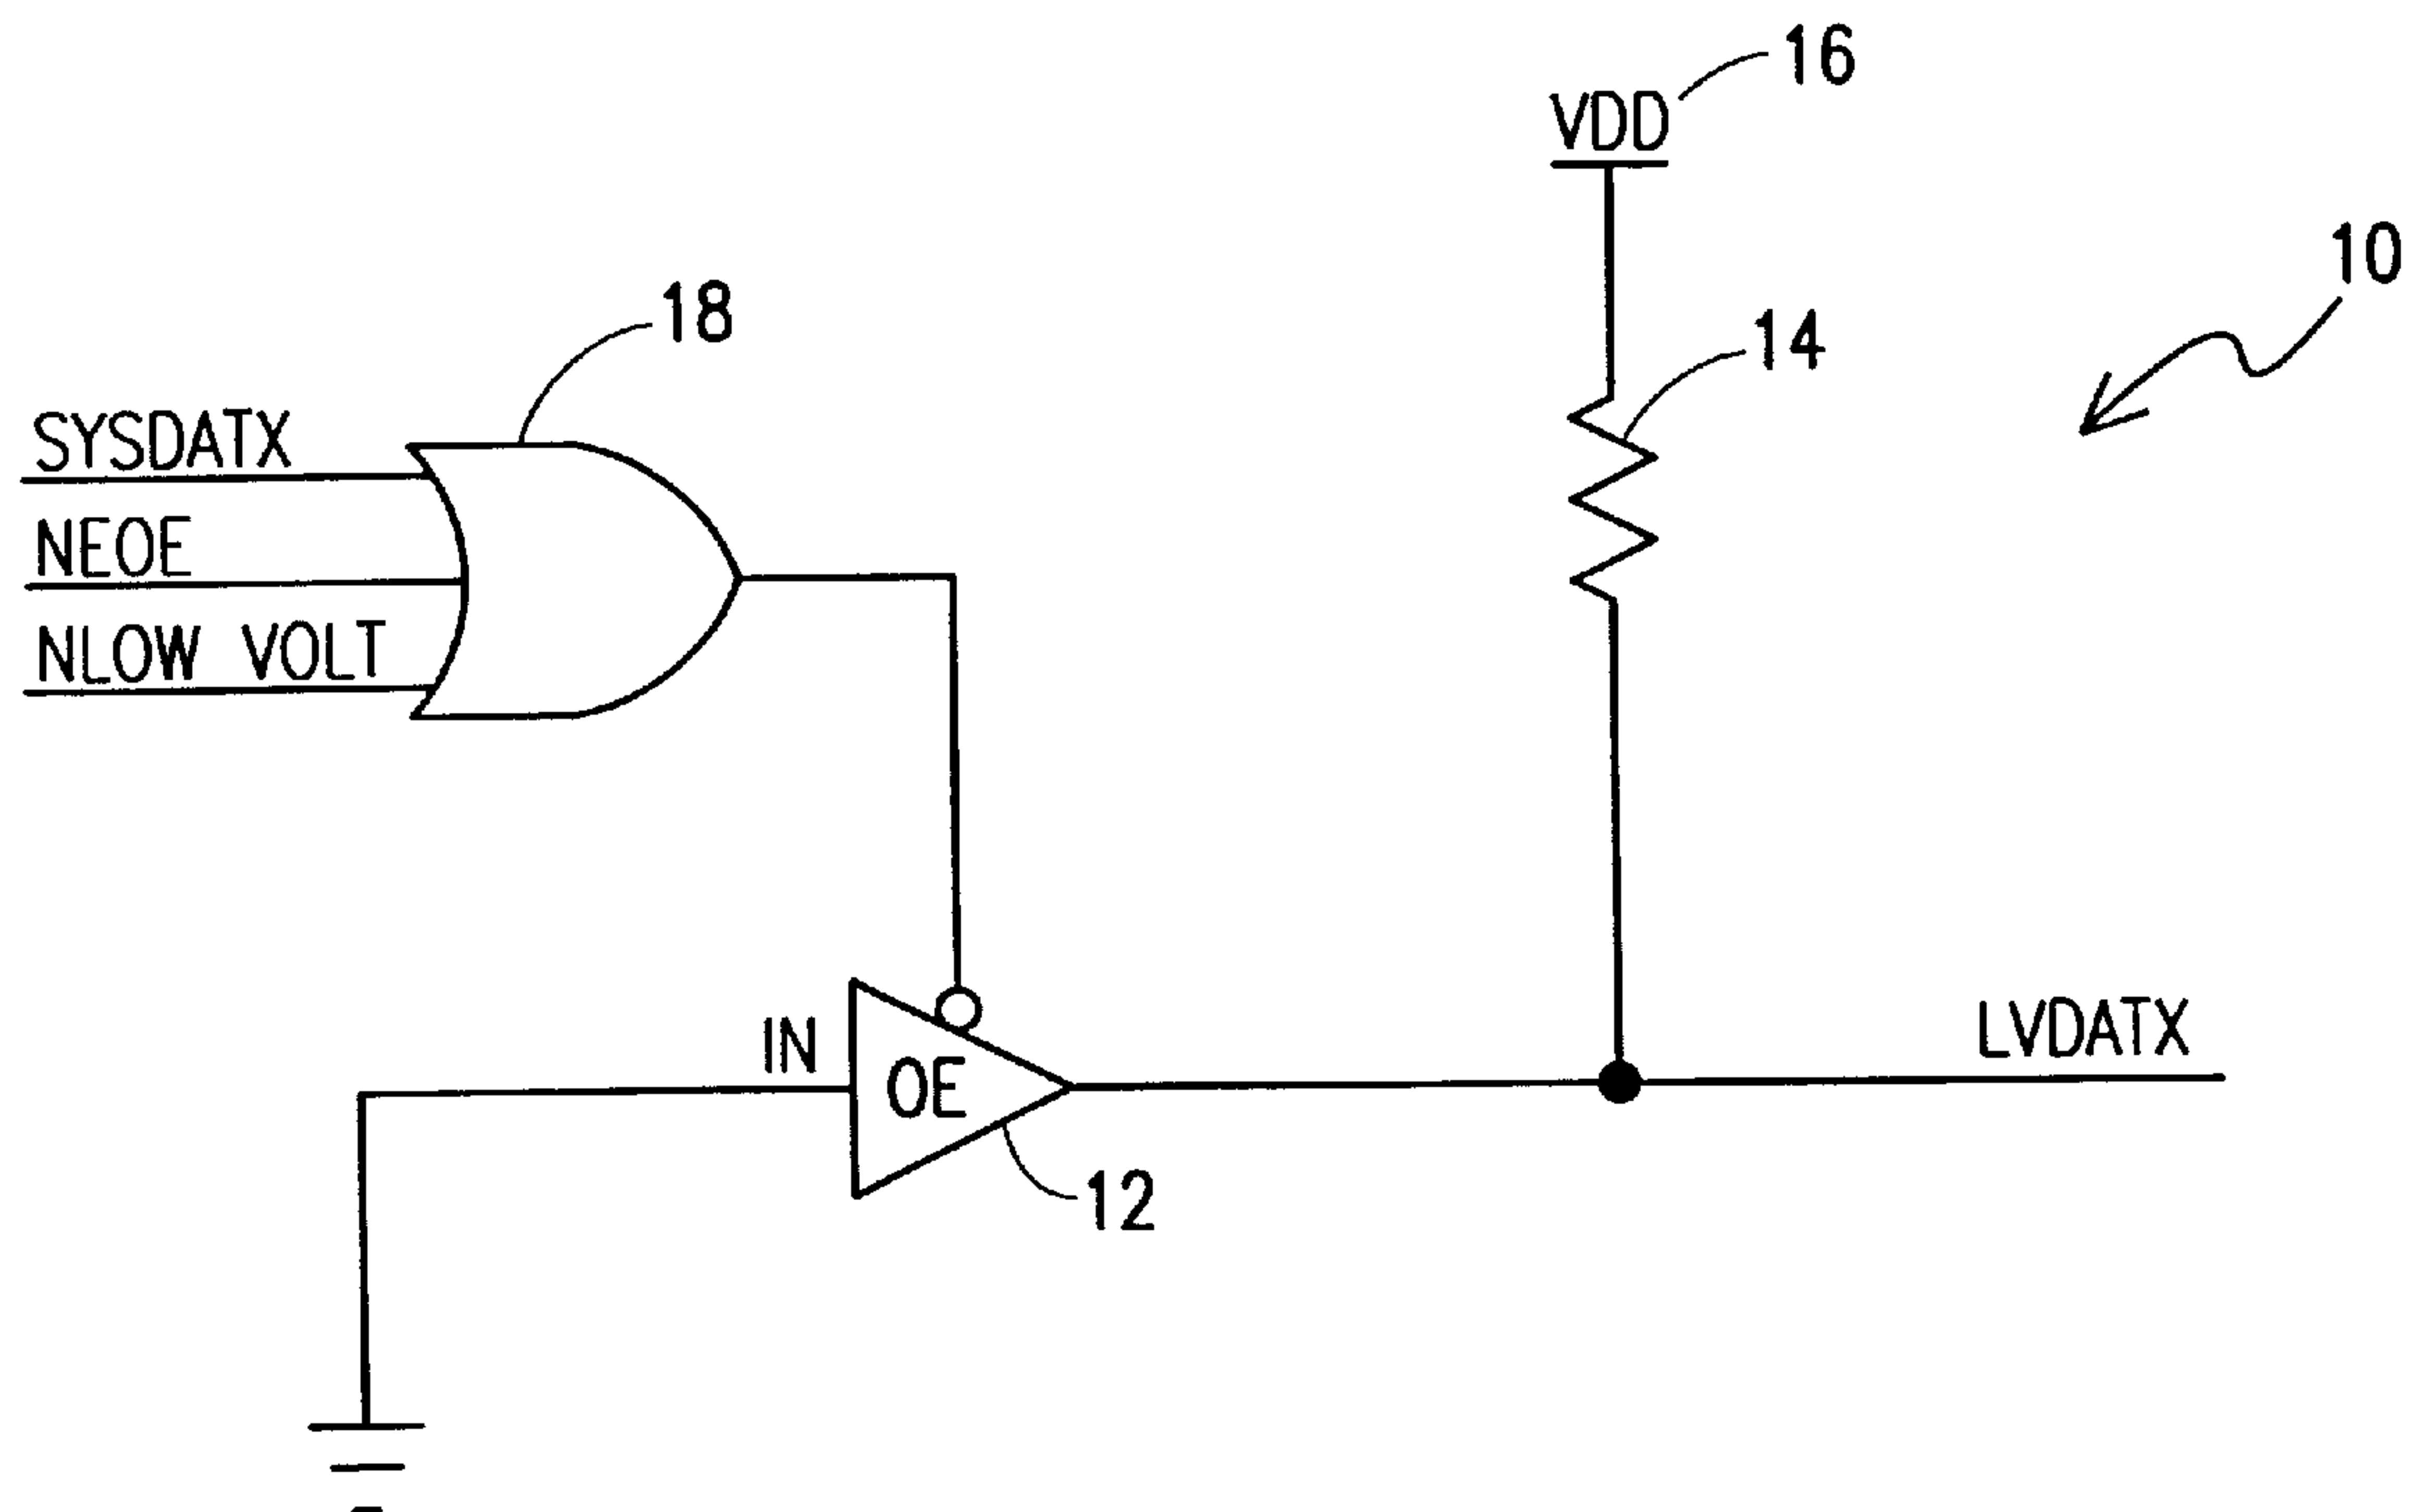 16
VDD
10
18
14
SYSDATX
NEOE
NLOW VOLT
LVDATX
IN
OE
12